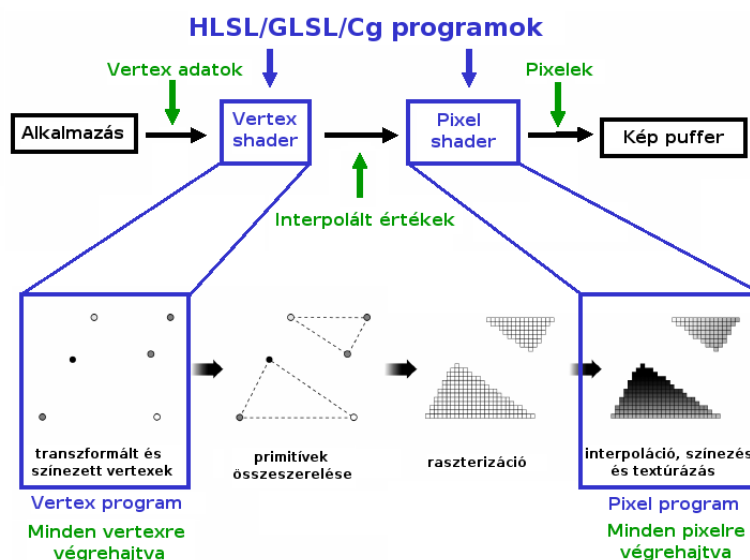 HLSL/GLSL/Cg programok
Vertex adatok
Pixelek
Alkalmazás
Vertex
shader
Pixel
shader
Kép puffer
Interpolált értékek
transzformált és
színezett vertexek
primitívek
összeszerelése
raszterizáció
interpoláció, színezés
és textúrázás
Vertex program
Pixel program
Minden vertexre
végrehajtva
Minden pixelre
végrehajtva